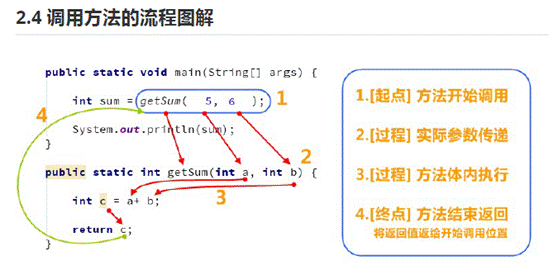 2.4 调用方法的流程图解
public static void main(String[] args) {
int sum = getSum( 5, 6 ); 1
System.out.println(sum);
}
4
public static int getSum(int a, int b) { 2
int c = a+ b;
3
return c;
}
1.[起点] 方法开始调用
2.[过程] 实际参数传递
3.[过程] 方法体内执行
4.[终点] 方法结束返回
将返回值返给开始调用位置